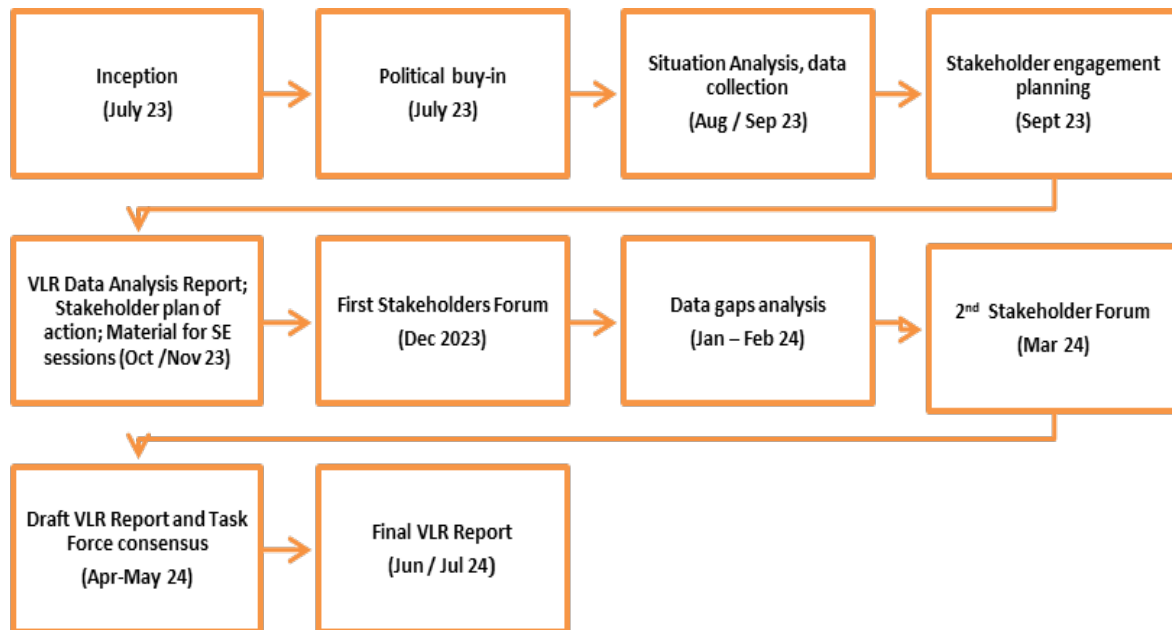 Inception
(July 23)
Political buy-in
(July 23)
Situation Analysis, data
collection
(Aug / Sep 23)
Stakeholder engagement
planning
(Sept 23)
VLR Data Analysis Report;
Stakeholder plan of
action; Material for SE
sessions (Oct /Nov 23)
First Stakeholders Forum
(Dec 2023)
Data gaps analysis
(Jan – Feb 24)
2nd Stakeholder Forum
(Mar 24)
Draft VLR Report and Task
Force consensus
(Apr-May 24)
Final VLR Report
(Jun / Jul 24)